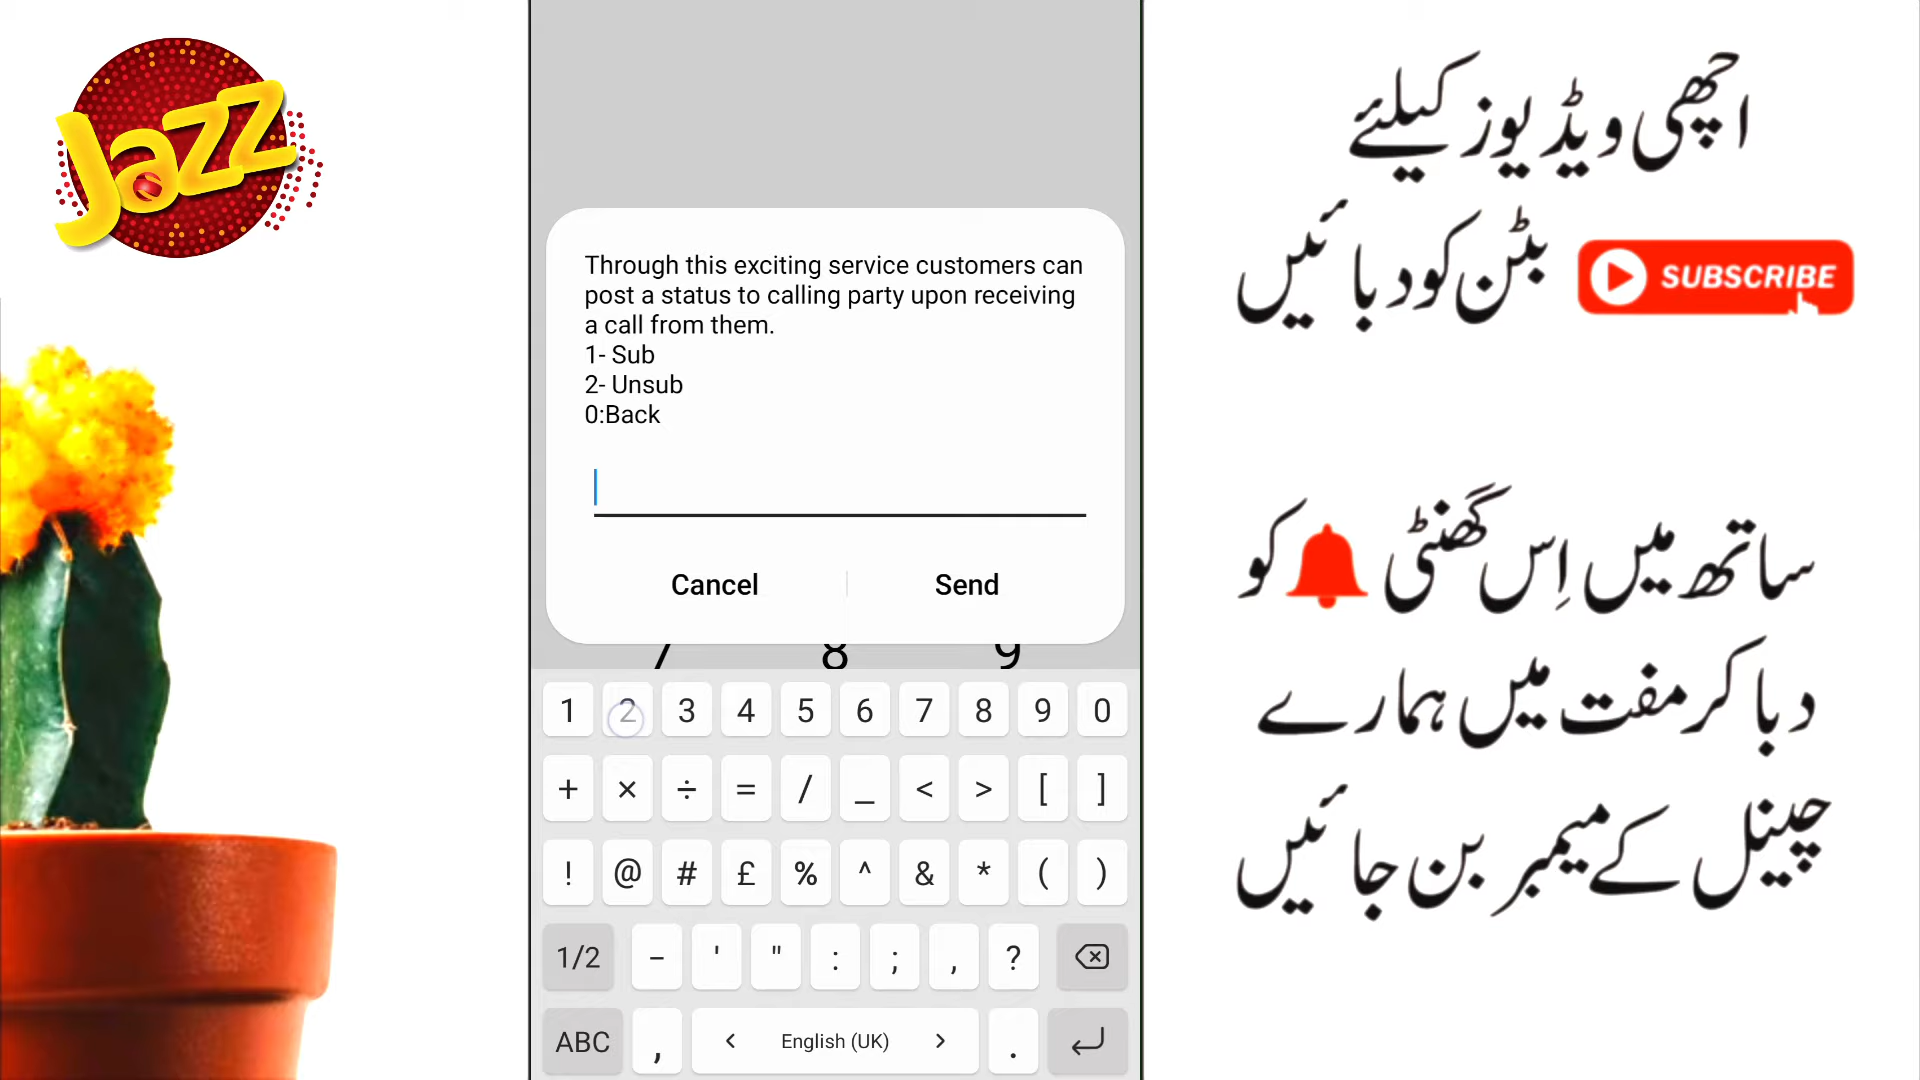 Jazz
Through this exciting service customers can
post a status to calling party upon receiving
a call from them.
1- Sub
2- Unsub
0:Back
Cancel
Send
7 8 9
1 2 3 4 5 6 7 8 9 0
+ × ÷ = / _ < > [ ]
! @ # £ % ^ & * ( )
1/2 - ' " : ; , ?
ABC , < English (UK) > .
اچھی ویڈیوز کیلئے
بٹن کو دبائیں
SUBSCRIBE
ساتھ میں اِس گھنٹی کو
دبا کر مفت میں ہمارے
چینل کے میمبر بن جائیں